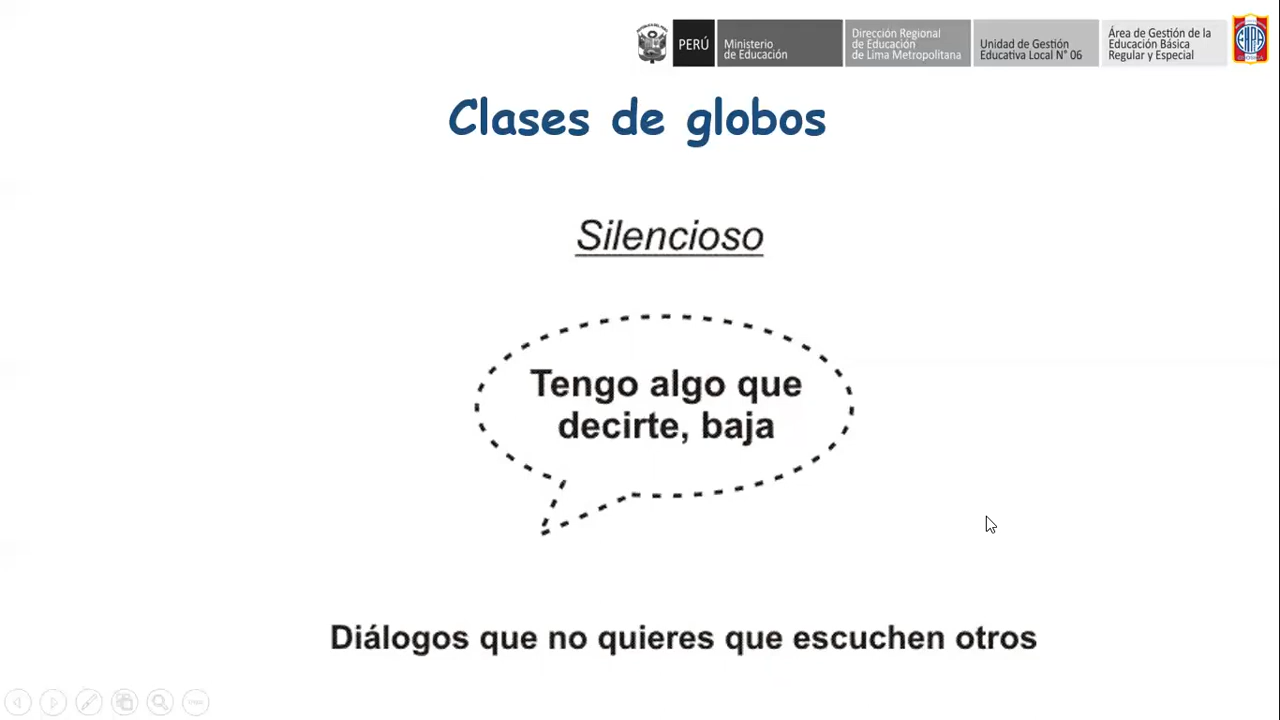 PERÚ
Ministerio
de Educación
Dirección Regional
de Educación
de Lima Metropolitana
Unidad de Gestión
Educativa Local N° 06
Área de Gestión de la
Educación Básica
Regular y Especial
Clases de globos
Silencioso
Tengo algo que
decirte, baja
Diálogos que no quieres que escuchen otros